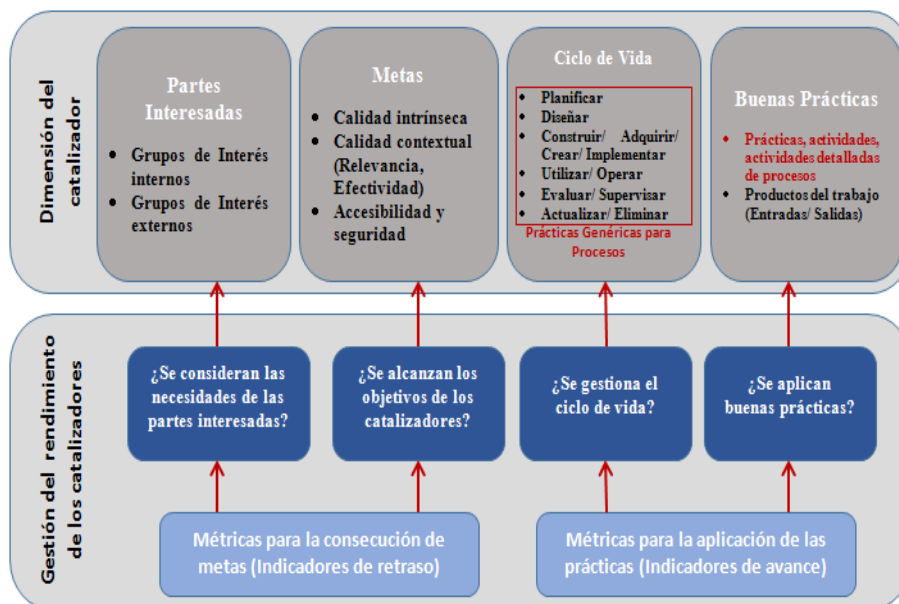 Dimensión del
catalizador
Partes
Interesadas
• Grupos de Interés
internos
• Grupos de Interés
externos
Metas
• Calidad intrínseca
• Calidad contextual
(Relevancia,
Efectividad)
• Accesibilidad y
seguridad
Ciclo de Vida
• Planificar
• Diseñar
• Construir/ Adquirir/
Crear/ Implementar
• Utilizar/ Operar
• Evaluar/ Supervisar
• Actualizar/ Eliminar
Prácticas Genéricas para
Procesos
Buenas Prácticas
• Prácticas, actividades,
actividades detalladas
de procesos
• Productos del trabajo
(Entradas/ Salidas)
Gestión del rendimiento
de los catalizadores
¿Se consideran las
necesidades de las
partes interesadas?
¿Se alcanzan los
objetivos de los
catalizadores?
¿Se gestiona el
ciclo de vida?
¿Se aplican
buenas prácticas?
Métricas para la consecución de
metas (Indicadores de retraso)
Métricas para la aplicación de las
prácticas (Indicadores de avance)